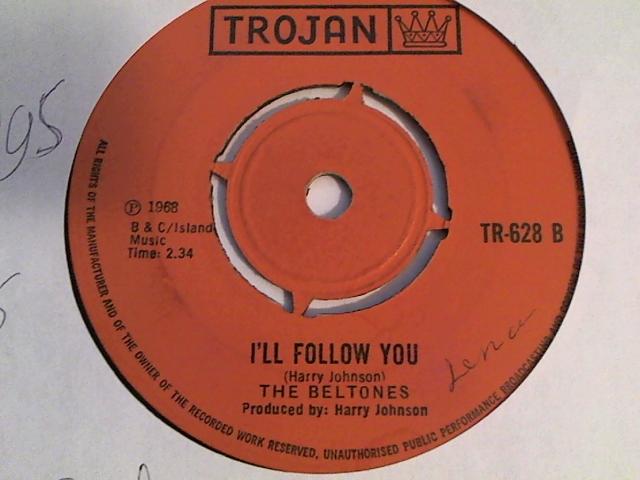 TROJAN
℗ 1968
B & C/Island
Music
Time: 2.34
TR-628 B
I'LL FOLLOW YOU
(Harry Johnson)
THE BELTONES
Produced by: Harry Johnson
Lena
ALL RIGHTS OF THE MANUFACTURER AND OF THE OWNER OF THE RECORDED WORK RESERVED, UNAUTHORISED PUBLIC PERFORMANCE BROADCASTING AND